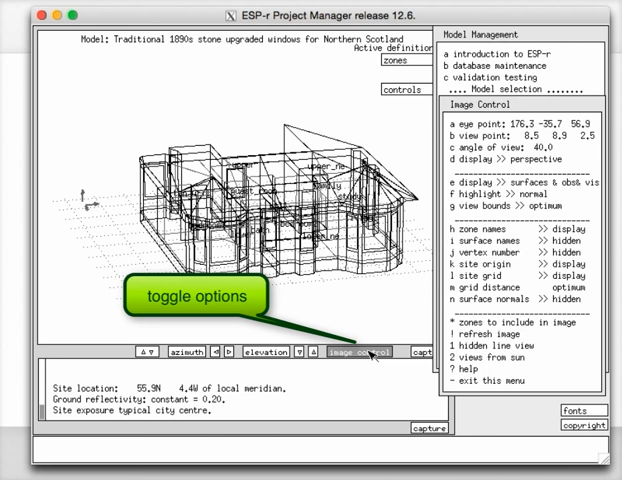 ESP-r Project Manager release 12.6.
Model: Traditional 1890s stone upgraded windows for Northern Scotland
Active definition
zones
controls
upper_ne
family
toggle options
azimuth
elevation
image control
capt
Site location: 55.9N 4.4W of local meridian.
Ground reflectivity: constant = 0.20.
Site exposure typical city centre.
capture
Model Management
a introduction to ESP-r
b database maintenance
c validation testing
.... Model selection ........
Image Control
a eye point: 176.3 -35.7 56.9
b view point: 8.5 8.9 2.5
c angle of view: 40.0
d display >> perspective
e display >> surfaces & obs& vis
f highlight >> normal
g view bounds >> optimum
h zone names >> display
i surface names >> hidden
j vertex number >> hidden
k site origin >> display
l site grid >> display
m grid distance optimum
n surface normals >> hidden
* zones to include in image
! refresh image
1 hidden line view
2 views from sun
? help
- exit this menu
fonts
copyright